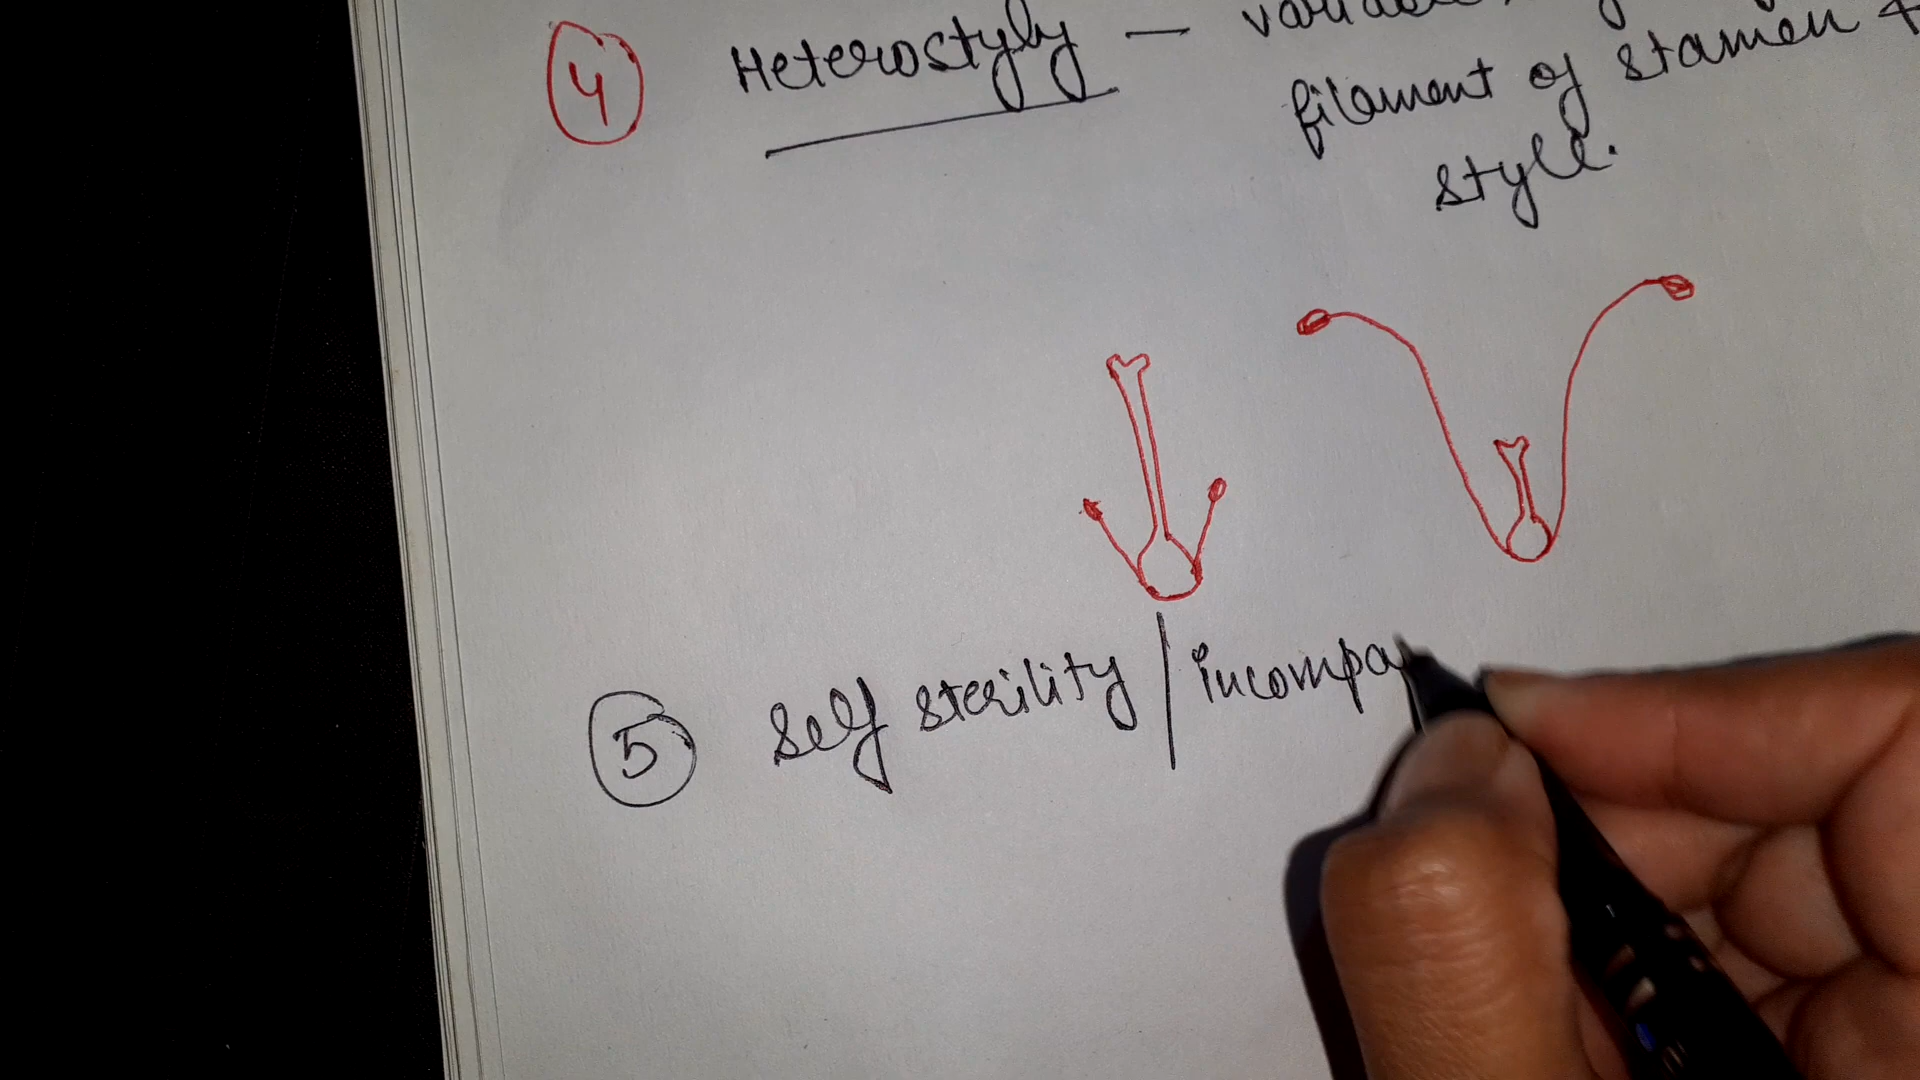 4 Heterostyly —
filament of stamen +
style.
5 Self sterility / incompa